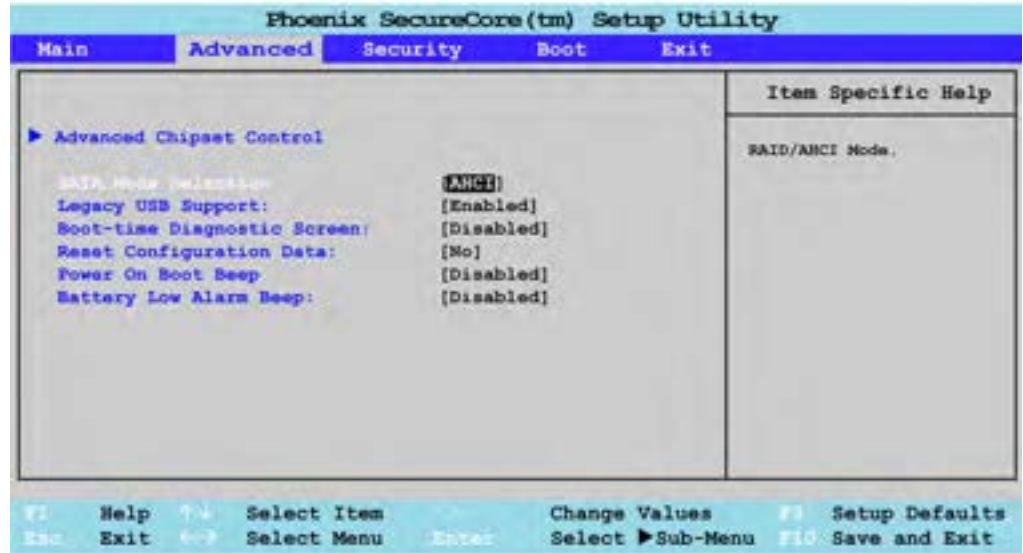 Phoenix SecureCore(tm) Setup Utility
Main Advanced Security Boot Exit
Item Specific Help
Advanced Chipset Control
RAID/AHCI Mode.
SATA Mode Selection [AHCI]
Legacy USB Support: [Enabled]
Boot-time Diagnostic Screen: [Disabled]
Reset Configuration Data: [No]
Power On Boot Beep [Disabled]
Battery Low Alarm Beep: [Disabled]
F1 Help ↑↓ Select Item Change Values F9 Setup Defaults
Esc Exit ←→ Select Menu Enter Select ▶Sub-Menu F10 Save and Exit